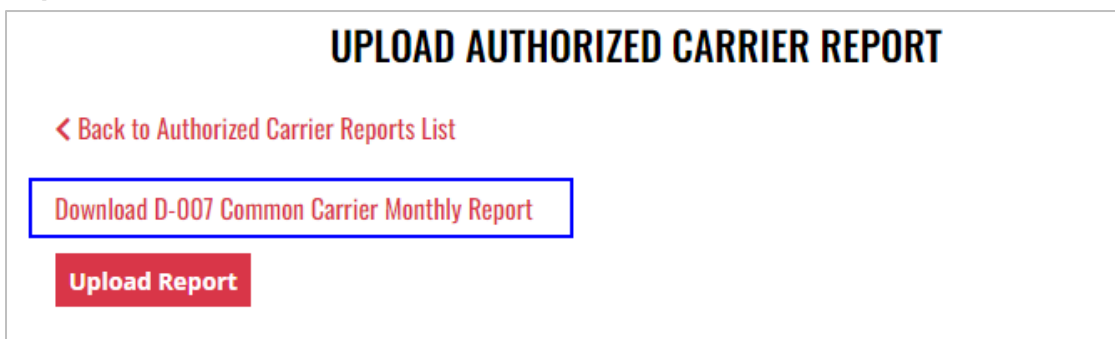 UPLOAD AUTHORIZED CARRIER REPORT
Back to Authorized Carrier Reports List
Download D-007 Common Carrier Monthly Report
Upload Report